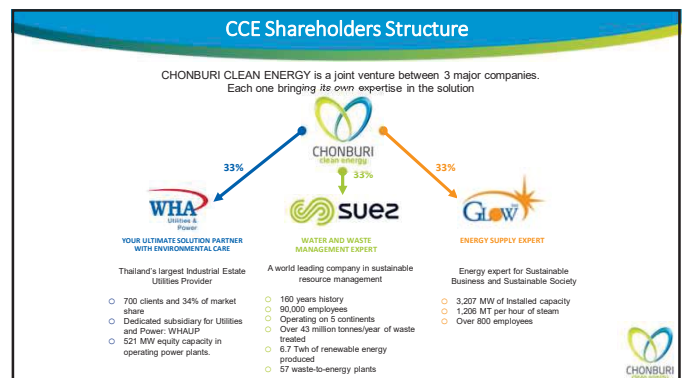 CCE Shareholders Structure
CHONBURI CLEAN ENERGY is a joint venture between 3 major companies.
Each one bringing its own expertise in the solution
CHONBURI
clean energy
33%
33%
33%
WHA
Utilities &
Power
YOUR ULTIMATE SOLUTION PARTNER
WITH ENVIRONMENTAL CARE
Thailand's largest Industrial Estate
Utilities Provider
700 clients and 34% of market
share
Dedicated subsidiary for Utilities
and Power: WHAUP
521 MW equity capacity in
operating power plants.
suez
WATER AND WASTE
MANAGEMENT EXPERT
A world leading company in sustainable
resource management
160 years history
90,000 employees
Operating on 5 continents
Over 43 million tonnes/year of waste
treated
6.7 Twh of renewable energy
produced
57 waste-to-energy plants
GLOW
ENERGY SUPPLY EXPERT
Energy expert for Sustainable
Business and Sustainable Society
3,207 MW of Installed capacity
1,206 MT per hour of steam
Over 800 employees
CHONBURI